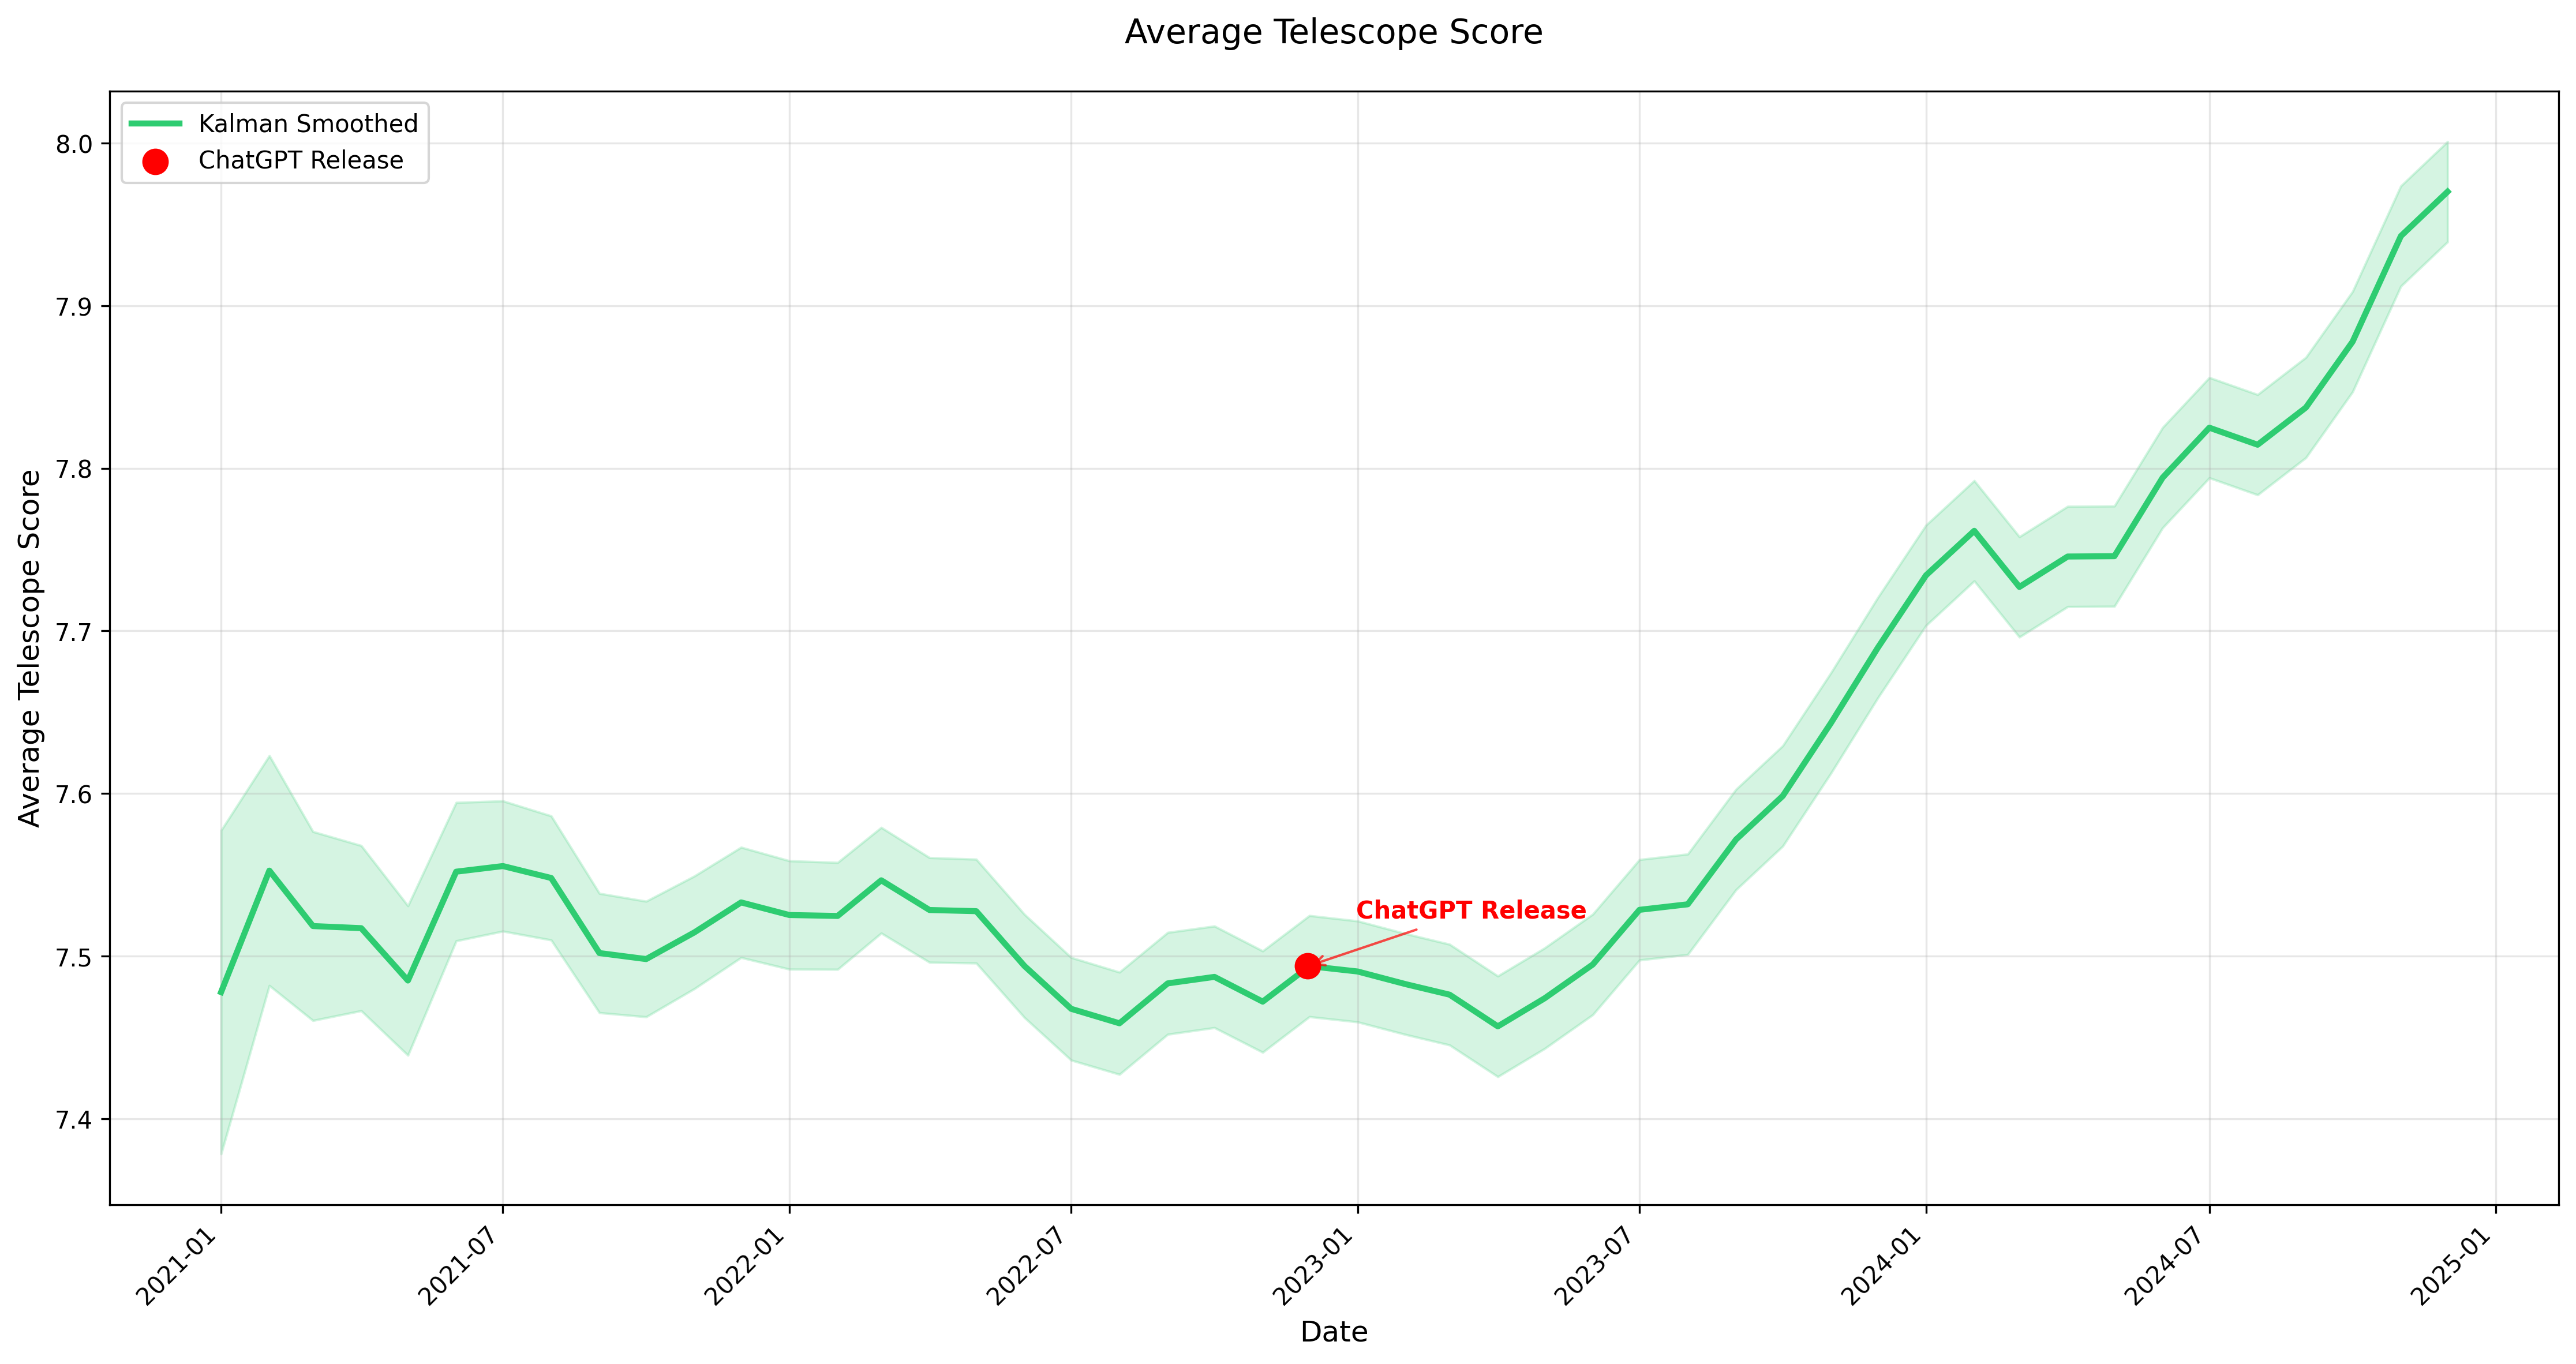 Average Telescope Score
Kalman Smoothed
ChatGPT Release
8.0
7.9
7.8
7.7
7.6
7.5
7.4
Average Telescope Score
ChatGPT Release
2021-01
2021-07
2022-01
2022-07
2023-01
2023-07
2024-01
2024-07
2025-01
Date